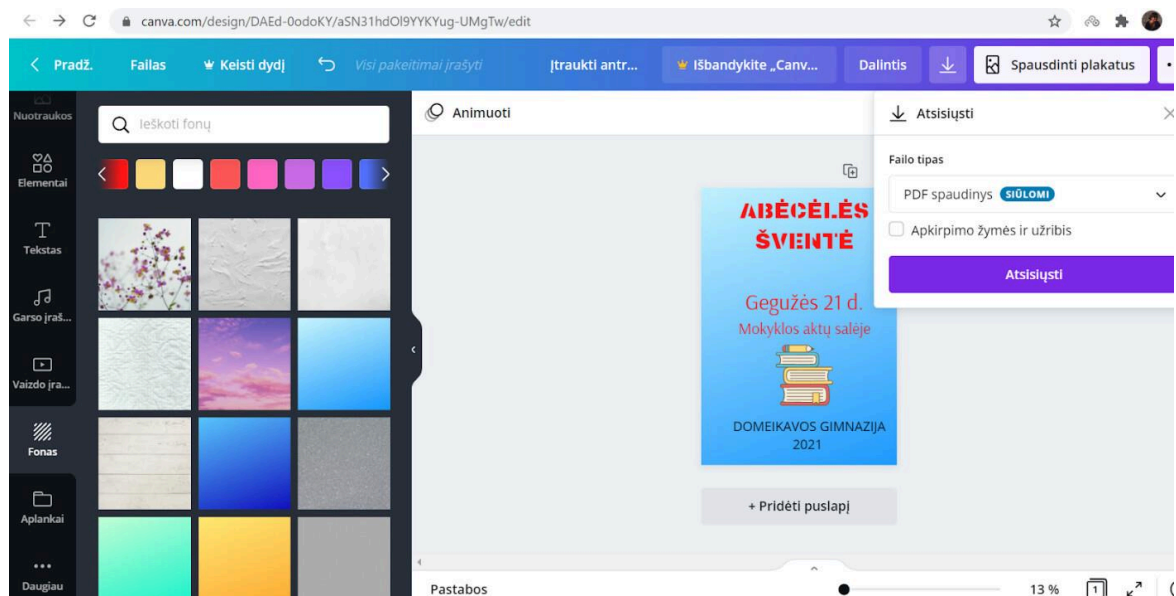 canva.com/design/DAEd-0odoKY/aSN31hdOl9YYKYug-UMgTw/edit
Pradž. Failas Keisti dydį Visi pakeitimai įrašyti Įtraukti antr... Išbandykite „Canv... Dalintis Spausdinti plakatus
Nuotraukos
Elementai
Tekstas
Garso įraš...
Vaizdo įra...
Fonas
Aplankai
Daugiau
Ieškoti fonų
Animuoti
ABĖCĖLĖS
ŠVENTĖ
Gegužės 21 d.
Mokyklos aktų salėje
DOMEIKAVOS GIMNAZIJA
2021
+ Pridėti puslapį
Atsisiųsti
Failo tipas
PDF spaudinys SIŪLOMI
Apkirpimo žymės ir užribis
Atsisiųsti
Pastabos
13 %
1